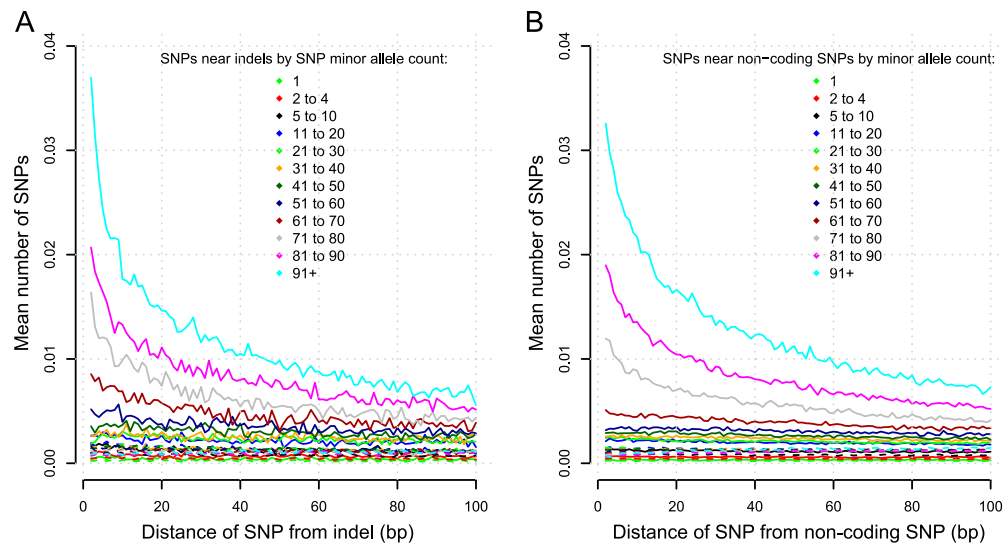 A
SNPs near indels by SNP minor allele count:
1
2 to 4
5 to 10
11 to 20
21 to 30
31 to 40
41 to 50
51 to 60
61 to 70
71 to 80
81 to 90
91+
Mean number of SNPs
0.04
0.03
0.02
0.01
0.00
0 20 40 60 80 100
Distance of SNP from indel (bp)
B
SNPs near non-coding SNPs by minor allele count:
1
2 to 4
5 to 10
11 to 20
21 to 30
31 to 40
41 to 50
51 to 60
61 to 70
71 to 80
81 to 90
91+
Mean number of SNPs
0.04
0.03
0.02
0.01
0.00
0 20 40 60 80 100
Distance of SNP from non-coding SNP (bp)